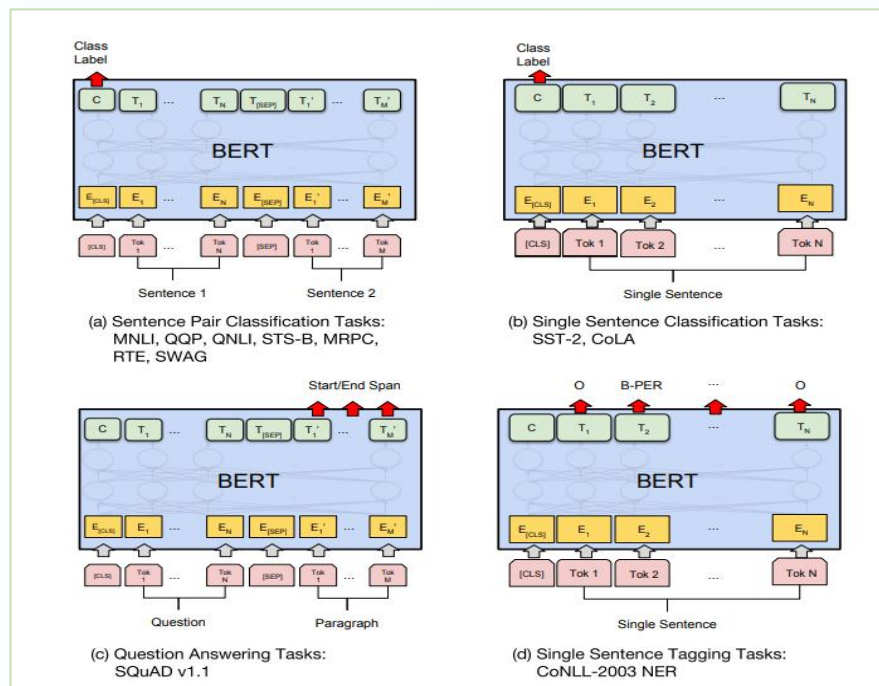 Class
Label
C T1 ... TN T[SEP] T1' ... TM'
BERT
E[CLS] E1 ... EN E[SEP] E1' ... EM'
[CLS] Tok 1 ... Tok N [SEP] Tok 1 ... Tok M
Sentence 1 Sentence 2
(a) Sentence Pair Classification Tasks:
MNLI, QQP, QNLI, STS-B, MRPC,
RTE, SWAG
Class
Label
C T1 T2 ... TN
BERT
E[CLS] E1 E2 ... EN
[CLS] Tok 1 Tok 2 ... Tok N
Single Sentence
(b) Single Sentence Classification Tasks:
SST-2, CoLA
Start/End Span
C T1 ... TN T[SEP] T1' ... TM'
BERT
E[CLS] E1 ... EN E[SEP] E1' ... EM'
[CLS] Tok 1 ... Tok N [SEP] Tok 1 ... Tok M
Question Paragraph
(c) Question Answering Tasks:
SQuAD v1.1
O B-PER ... O
C T1 T2 ... TN
BERT
E[CLS] E1 E2 ... EN
[CLS] Tok 1 Tok 2 ... Tok N
Single Sentence
(d) Single Sentence Tagging Tasks:
CoNLL-2003 NER